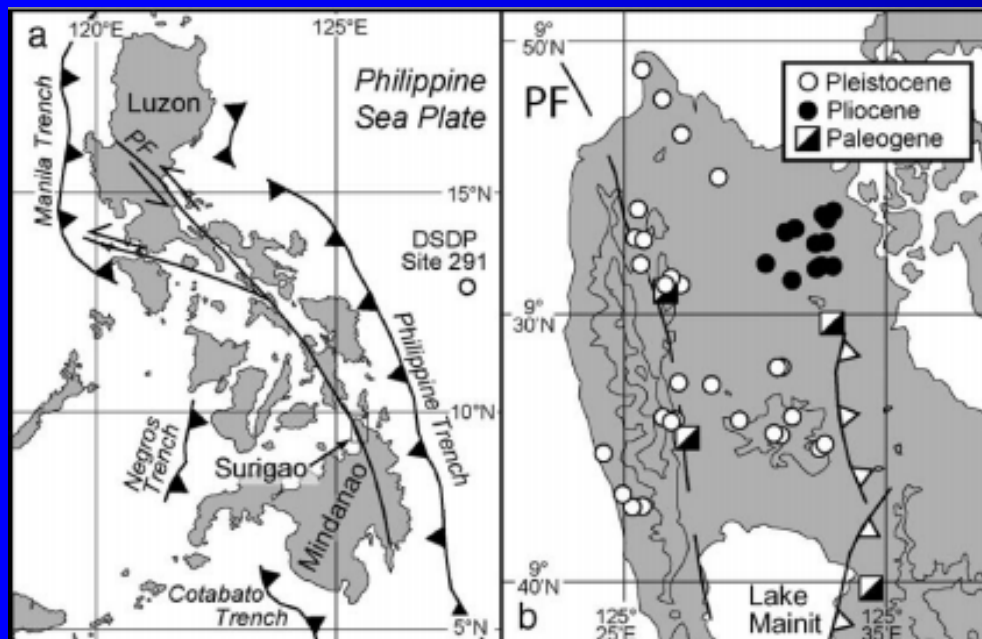 a
120°E
125°E
Luzon
Philippine
Sea Plate
Manila Trench
PF
15°N
DSDP
Site 291
Philippine Trench
10°N
Negros
Trench
Surigao
Mindanao
Cotabato
Trench
5°N
9°
50'N
PF
Pleistocene
Pliocene
Paleogene
9°
30'N
9°
40'N
b
125°
25'E
Lake
Mainit
125°
35'E